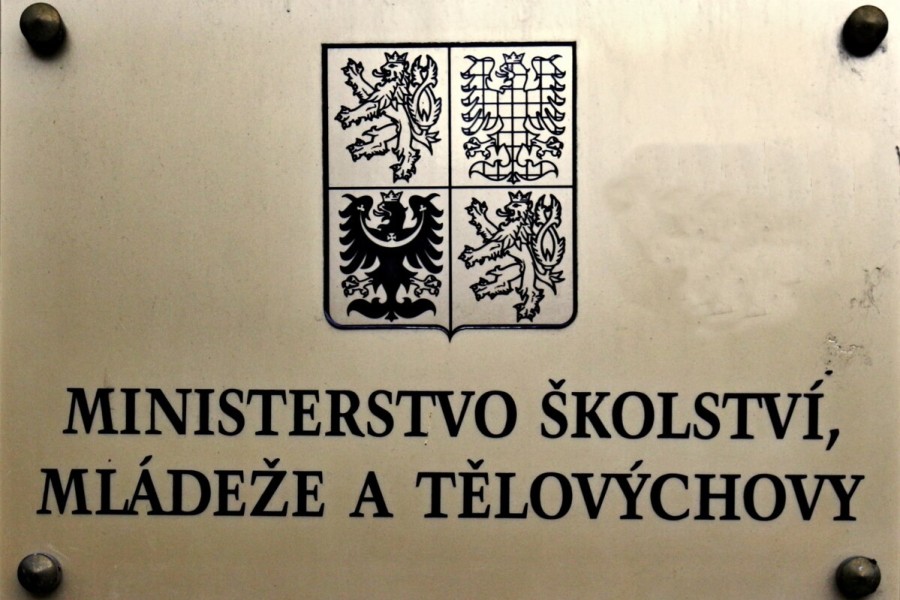 MINISTERSTVO ŠKOLSTVÍ,
MLÁDEŽE A TĚLOVÝCHOVY